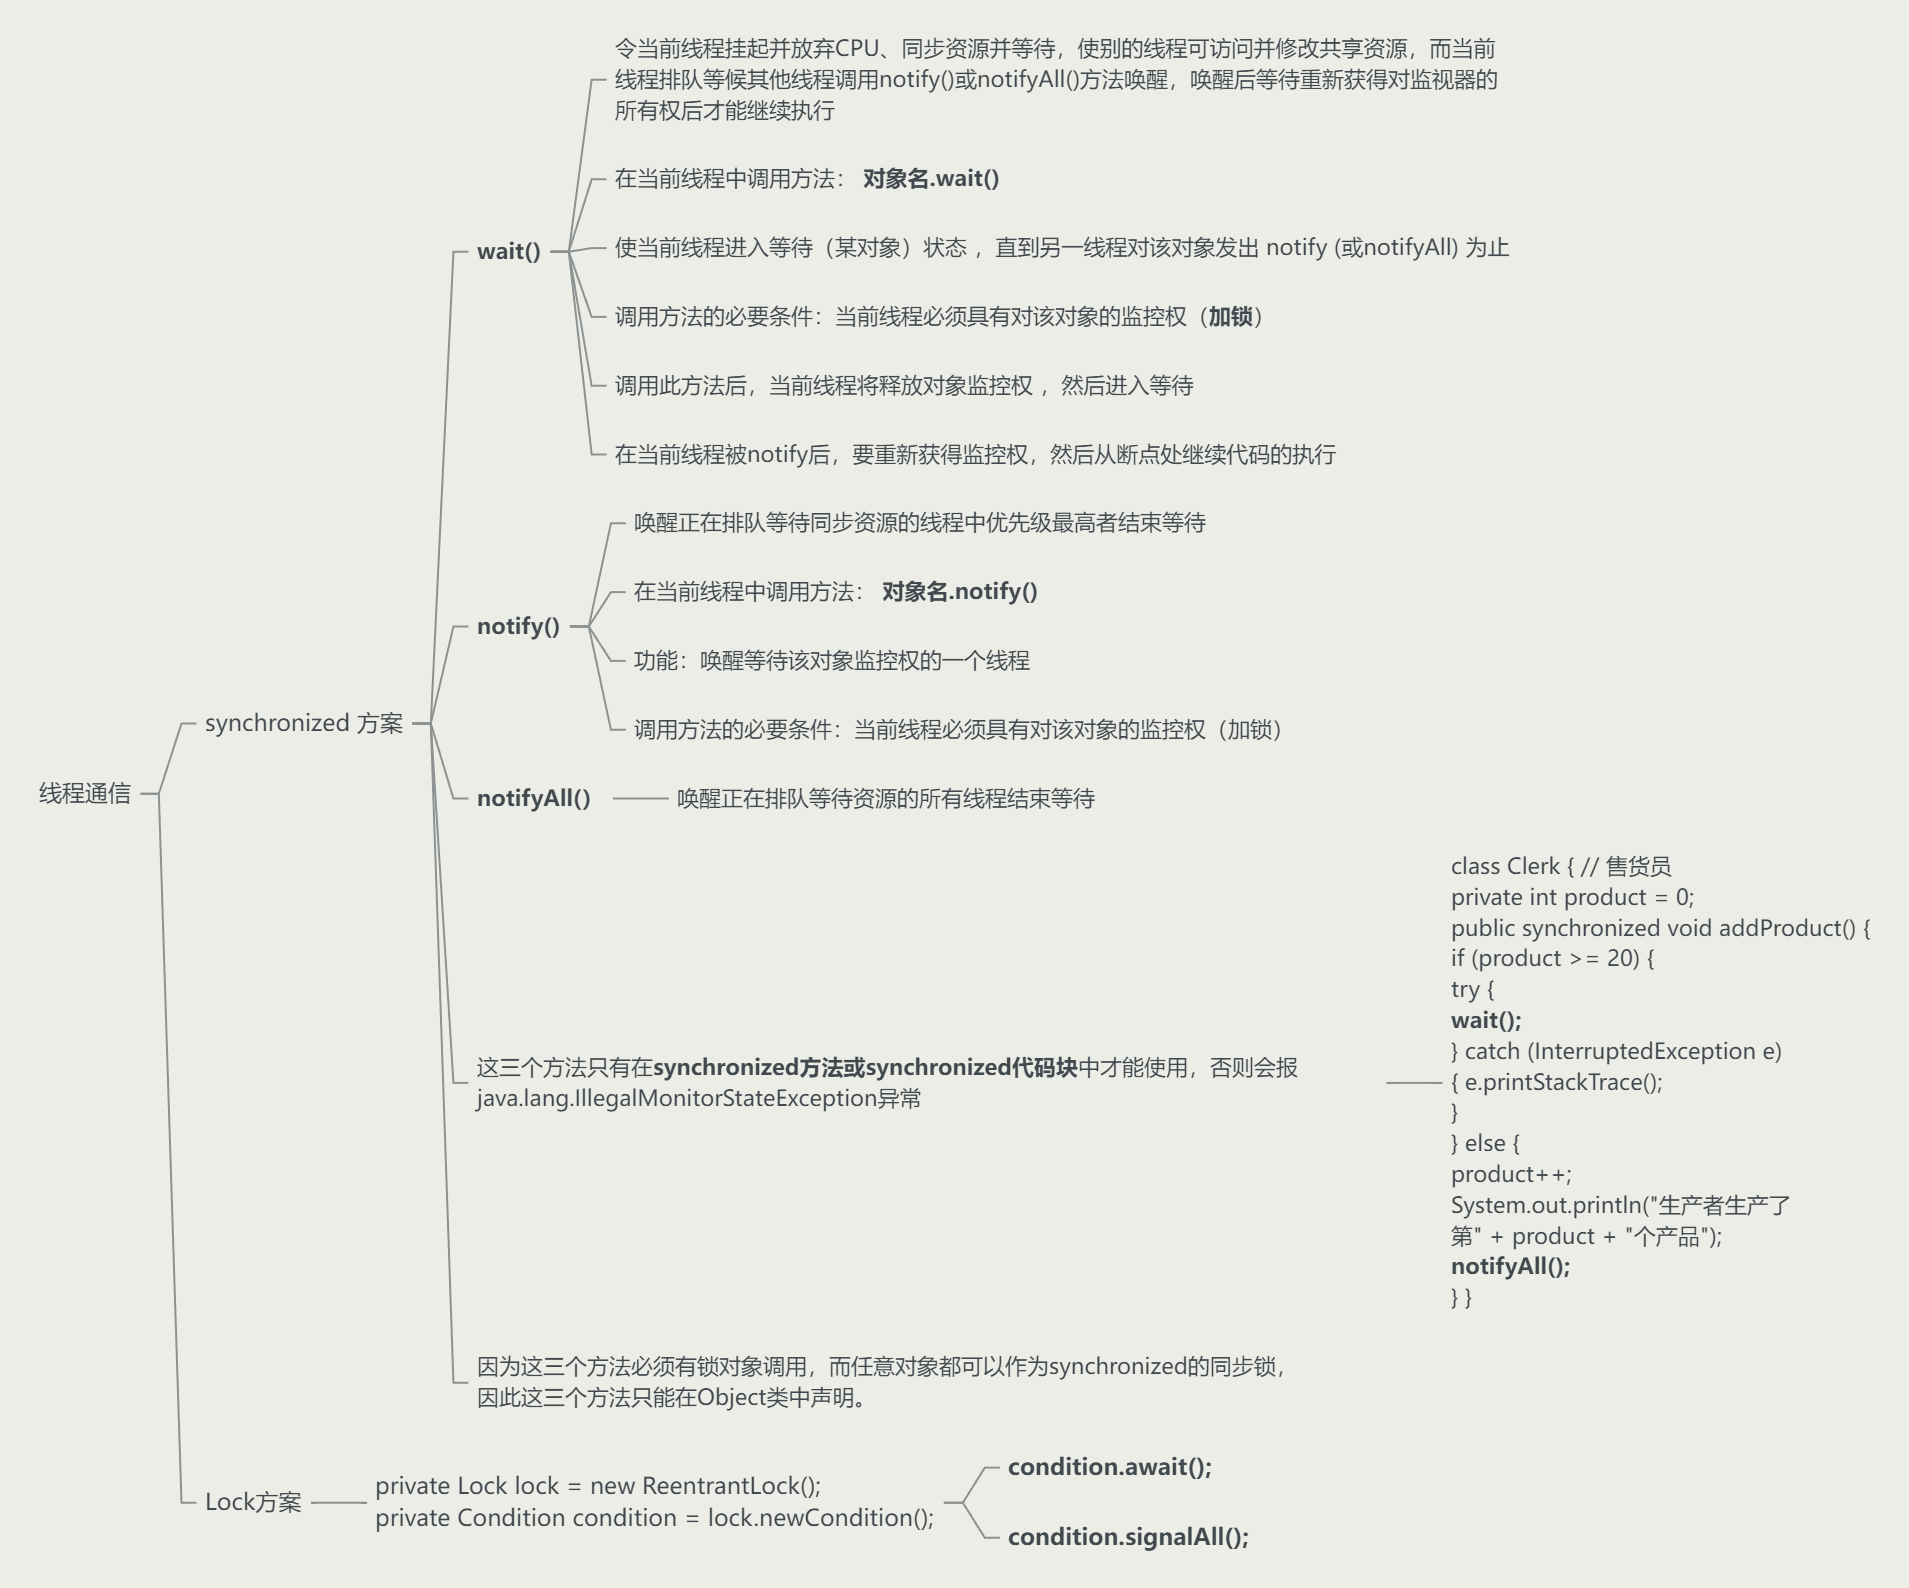 线程通信
synchronized 方案
wait()
令当前线程挂起并放弃CPU、同步资源并等待，使别的线程可访问并修改共享资源，而当前
线程排队等候其他线程调用notify()或notifyAll()方法唤醒，唤醒后等待重新获得对监视器的
所有权后才能继续执行
在当前线程中调用方法： 对象名.wait()
使当前线程进入等待（某对象）状态 ，直到另一线程对该对象发出 notify (或notifyAll) 为止
调用方法的必要条件：当前线程必须具有对该对象的监控权（加锁）
调用此方法后，当前线程将释放对象监控权 ，然后进入等待
在当前线程被notify后，要重新获得监控权，然后从断点处继续代码的执行
notify()
唤醒正在排队等待同步资源的线程中优先级最高者结束等待
在当前线程中调用方法： 对象名.notify()
功能：唤醒等待该对象监控权的一个线程
调用方法的必要条件：当前线程必须具有对该对象的监控权（加锁）
notifyAll()
唤醒正在排队等待资源的所有线程结束等待
这三个方法只有在synchronized方法或synchronized代码块中才能使用，否则会报
java.lang.IllegalMonitorStateException异常
class Clerk { // 售货员
private int product = 0;
public synchronized void addProduct() {
if (product >= 20) {
try {
wait();
} catch (InterruptedException e)
{ e.printStackTrace();
}
} else {
product++;
System.out.println("生产者生产了
第" + product + "个产品");
notifyAll();
} }
因为这三个方法必须有锁对象调用，而任意对象都可以作为synchronized的同步锁，
因此这三个方法只能在Object类中声明。
Lock方案
private Lock lock = new ReentrantLock();
private Condition condition = lock.newCondition();
condition.await();
condition.signalAll();